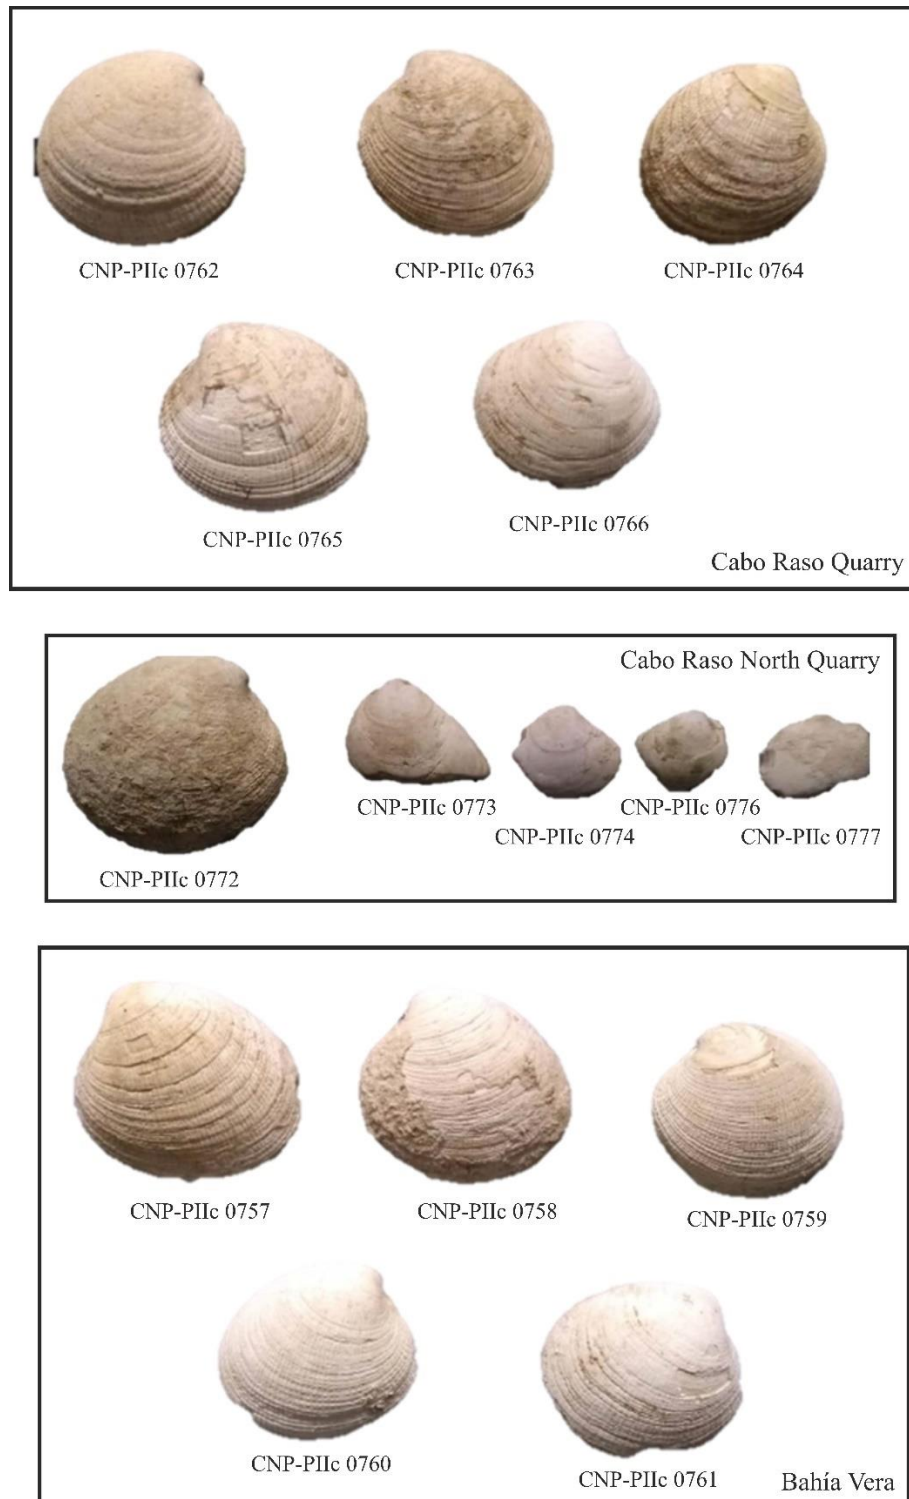 CNP-PIIc 0762
CNP-PIIc 0763
CNP-PIIc 0764
CNP-PIIc 0765
CNP-PIIc 0766
Cabo Raso Quarry
Cabo Raso North Quarry
CNP-PIIc 0772
CNP-PIIc 0773
CNP-PIIc 0774
CNP-PIIc 0776
CNP-PIIc 0777
CNP-PIIc 0757
CNP-PIIc 0758
CNP-PIIc 0759
CNP-PIIc 0760
CNP-PIIc 0761
Bahía Vera